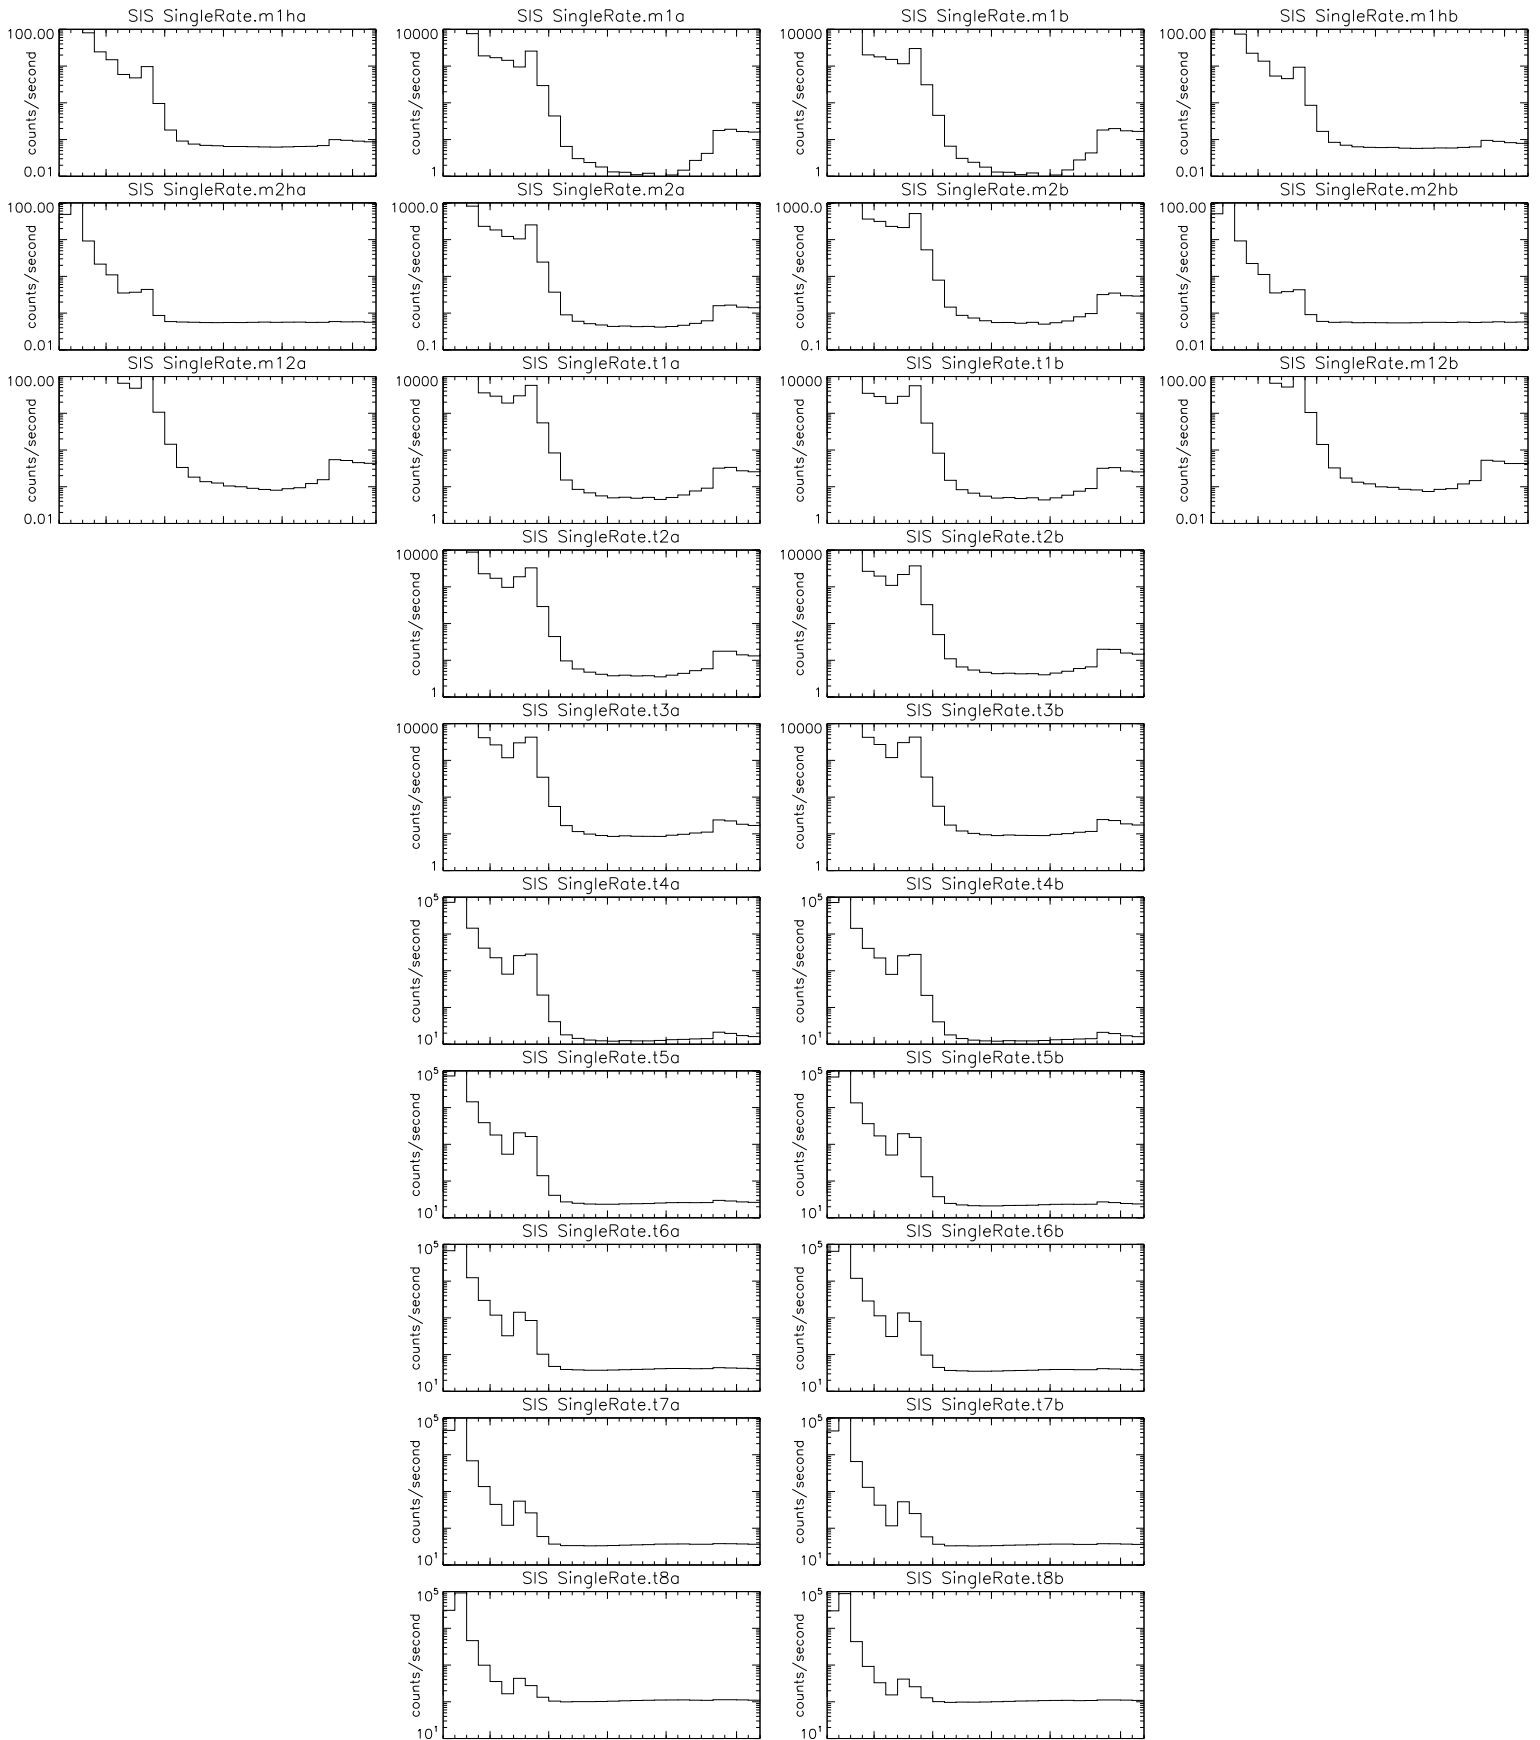 SIS SingleRate.m1ha SIS SingleRate.m1a SIS SingleRate.m1b SIS SingleRate.m1hb
100.00 10000 10000 100.00
counts/second counts/second counts/second counts/second
0.01 1 1 0.01
SIS SingleRate.m2ha SIS SingleRate.m2a SIS SingleRate.m2b SIS SingleRate.m2hb
100.00 1000.0 1000.0 100.00
counts/second counts/second counts/second counts/second
0.01 0.1 0.1 0.01
SIS SingleRate.m12a SIS SingleRate.t1a SIS SingleRate.t1b SIS SingleRate.m12b
100.00 10000 10000 100.00
counts/second counts/second counts/second counts/second
0.01 1 1 0.01
SIS SingleRate.t2a SIS SingleRate.t2b
10000 10000
counts/second counts/second
1 1
SIS SingleRate.t3a SIS SingleRate.t3b
10000 10000
counts/second counts/second
1 1
SIS SingleRate.t4a SIS SingleRate.t4b
10⁵ 10⁵
counts/second counts/second
10¹ 10¹
SIS SingleRate.t5a SIS SingleRate.t5b
10⁵ 10⁵
counts/second counts/second
10¹ 10¹
SIS SingleRate.t6a SIS SingleRate.t6b
10⁵ 10⁵
counts/second counts/second
10¹ 10¹
SIS SingleRate.t7a SIS SingleRate.t7b
10⁵ 10⁵
counts/second counts/second
10¹ 10¹
SIS SingleRate.t8a SIS SingleRate.t8b
10⁵ 10⁵
counts/second counts/second
10¹ 10¹